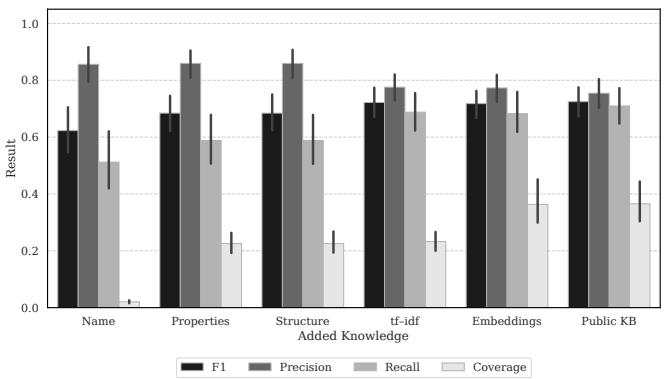 1.0
0.8
0.6
0.4
0.2
0.0
Result
Name
Properties
Structure
tf–idf
Embeddings
Public KB
Added Knowledge
F1
Precision
Recall
Coverage